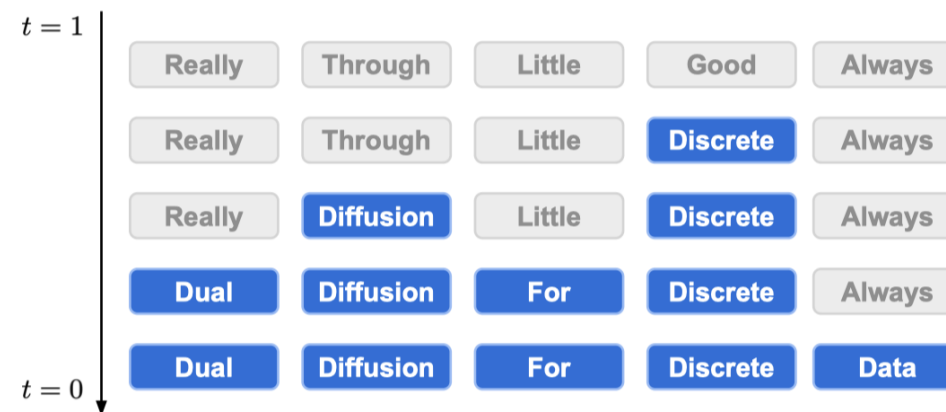 t = 1
Really Through Little Good Always
Really Through Little Discrete Always
Really Diffusion Little Discrete Always
Dual Diffusion For Discrete Always
Dual Diffusion For Discrete Data
t = 0